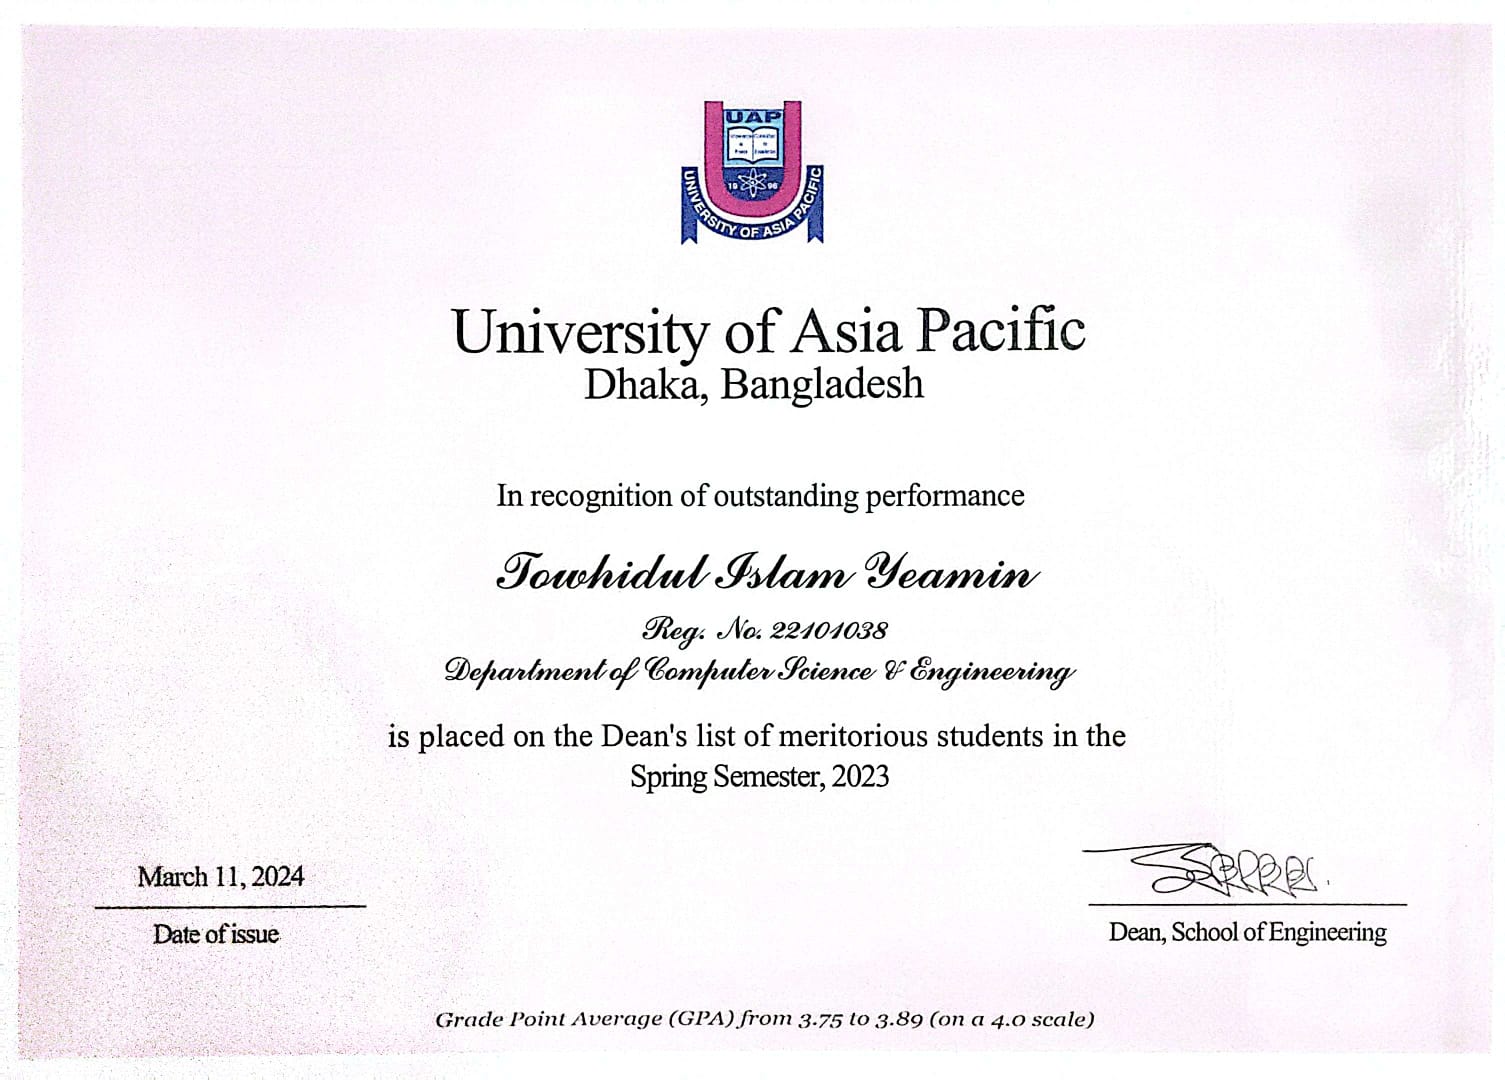 UAP
19 96
UNIVERSITY OF ASIA PACIFIC
University of Asia Pacific
Dhaka, Bangladesh
In recognition of outstanding performance
Towhidul Islam Yeamin
Reg. No. 22101038
Department of Computer Science & Engineering
is placed on the Dean's list of meritorious students in the
Spring Semester, 2023
March 11, 2024
Date of issue
Dean, School of Engineering
Grade Point Average (GPA) from 3.75 to 3.89 (on a 4.0 scale)